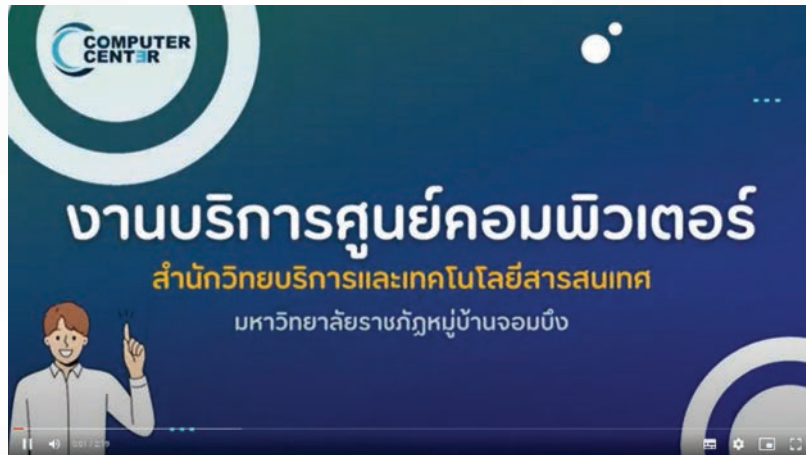 COMPUTER
CENTER
งานบริการศูนย์คอมพิวเตอร์
สำนักวิทยบริการและเทคโนโลยีสารสนเทศ
มหาวิทยาลัยราชภัฏหมู่บ้านจอมบึง
0:01 / 2:19